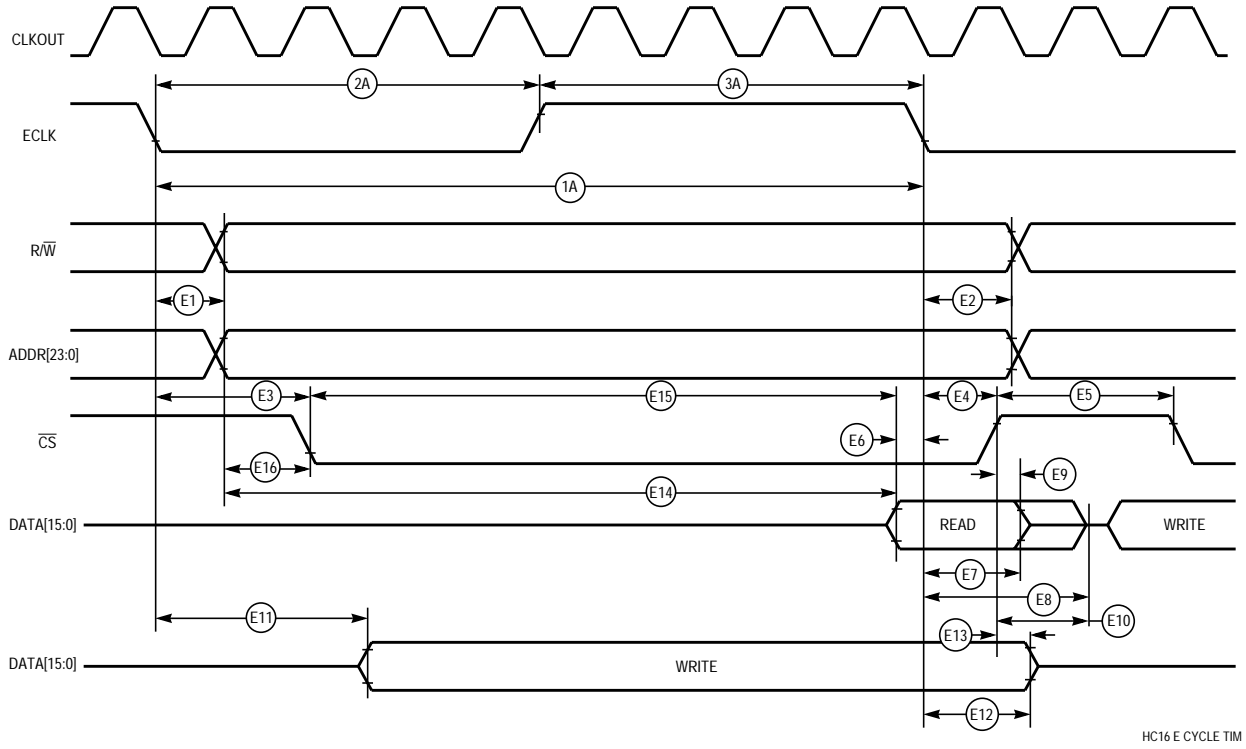 CLKOUT
2A
3A
ECLK
1A
R/W̅
E1
E2
ADDR[23:0]
E3
E15
E4
E5
C̅S̅
E6
E16
E9
E14
DATA[15:0]
READ
WRITE
E7
E8
E11
E10
E13
DATA[15:0]
WRITE
E12
HC16 E CYCLE TIM